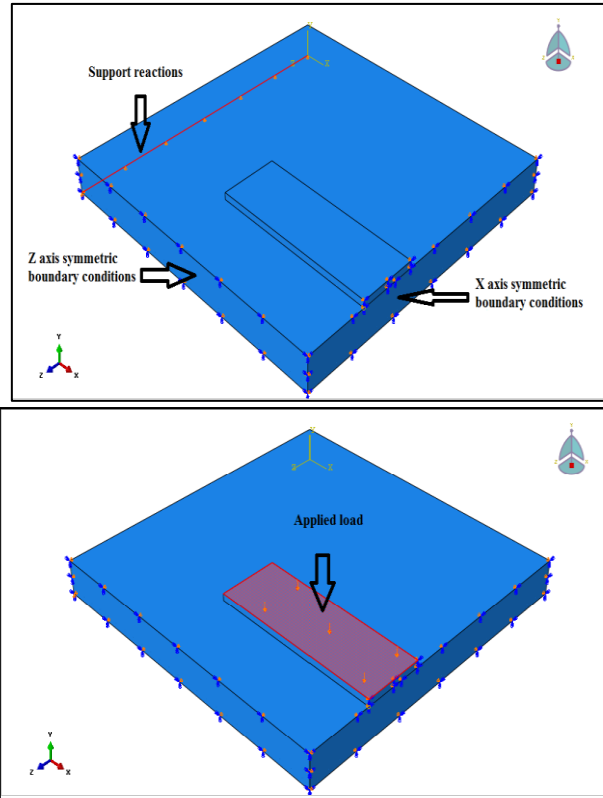 Support reactions
Z axis symmetric
boundary conditions
X axis symmetric
boundary conditions
Y
Z
X
Applied load
Y
Z
X